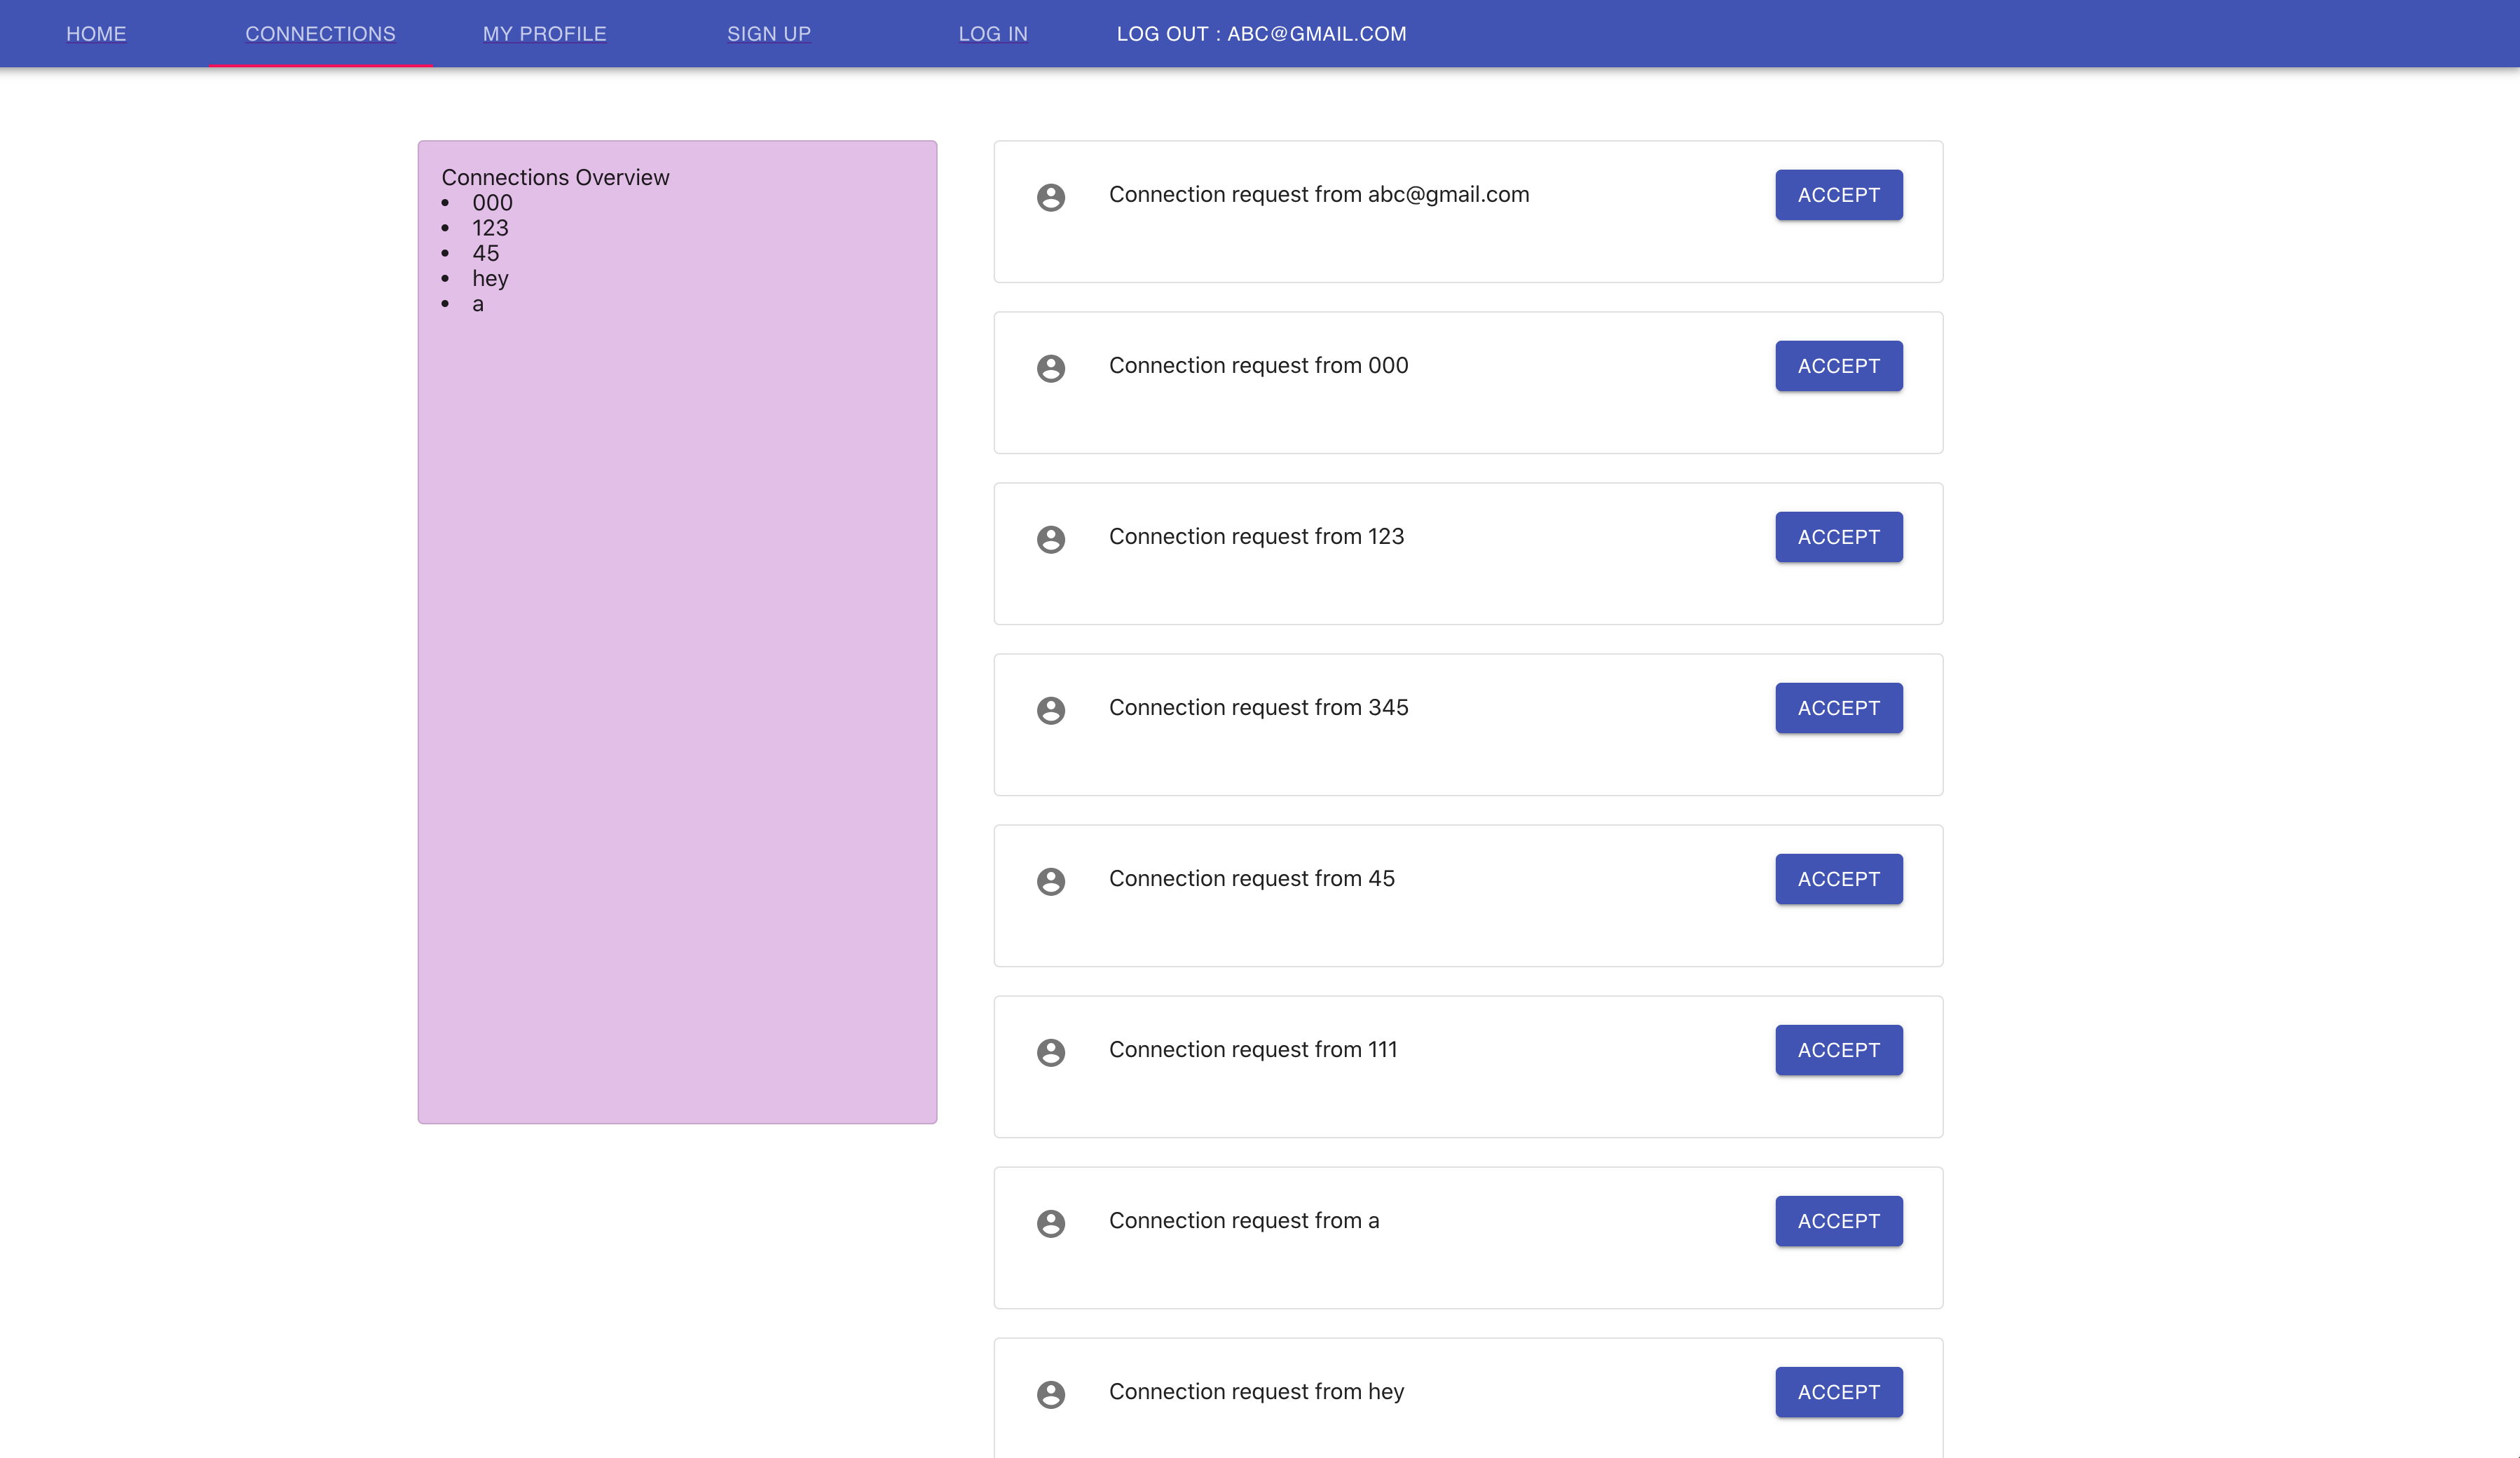 HOME CONNECTIONS MY PROFILE SIGN UP LOG IN LOG OUT : ABC@GMAIL.COM
Connections Overview
• 000
• 123
• 45
• hey
• a
Connection request from abc@gmail.com ACCEPT
Connection request from 000 ACCEPT
Connection request from 123 ACCEPT
Connection request from 345 ACCEPT
Connection request from 45 ACCEPT
Connection request from 111 ACCEPT
Connection request from a ACCEPT
Connection request from hey ACCEPT